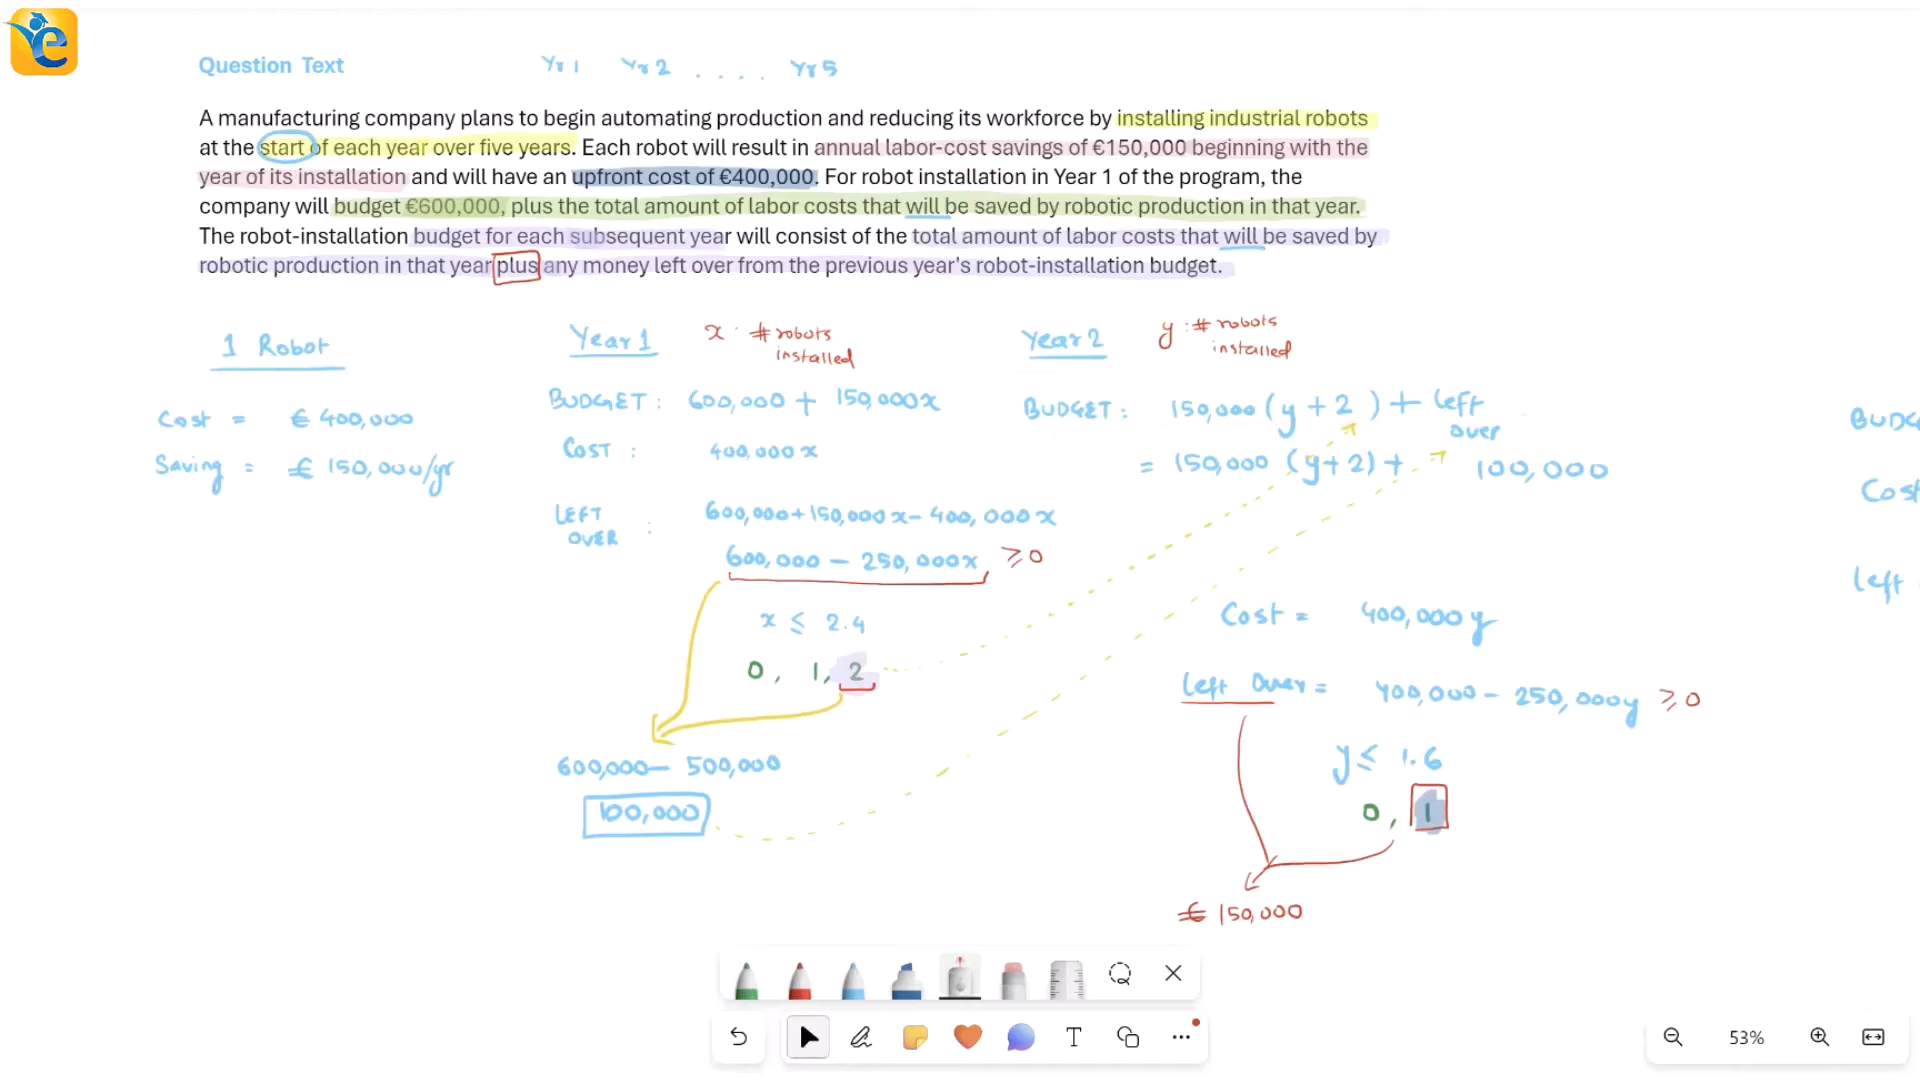 Question Text
Yr 1 Yr 2 . . . . Yr 5
A manufacturing company plans to begin automating production and reducing its workforce by installing industrial robots
at the start of each year over five years. Each robot will result in annual labor-cost savings of €150,000 beginning with the
year of its installation and will have an upfront cost of €400,000. For robot installation in Year 1 of the program, the
company will budget €600,000, plus the total amount of labor costs that will be saved by robotic production in that year.
The robot-installation budget for each subsequent year will consist of the total amount of labor costs that will be saved by
robotic production in that year plus any money left over from the previous year's robot-installation budget.
1 Robot
Cost = € 400,000
Saving = € 150,000/yr
Year 1
x : # robots
installed
BUDGET : 600,000 + 150,000x
COST : 400,000x
LEFT OVER : 600,000+150,000x – 400,000x
600,000 – 250,000x ≥ 0
x ≤ 2.4
0, 1, 2
600,000 – 500,000
100,000
Year 2
y : # robots
installed
BUDGET : 150,000 (y + 2) + left over
= 150,000 (y+2) + 100,000
Cost = 400,000y
Left Over = 400,000 – 250,000y ≥ 0
y ≤ 1.6
0, 1
€ 150,000
BUDG
Cost
left
53%